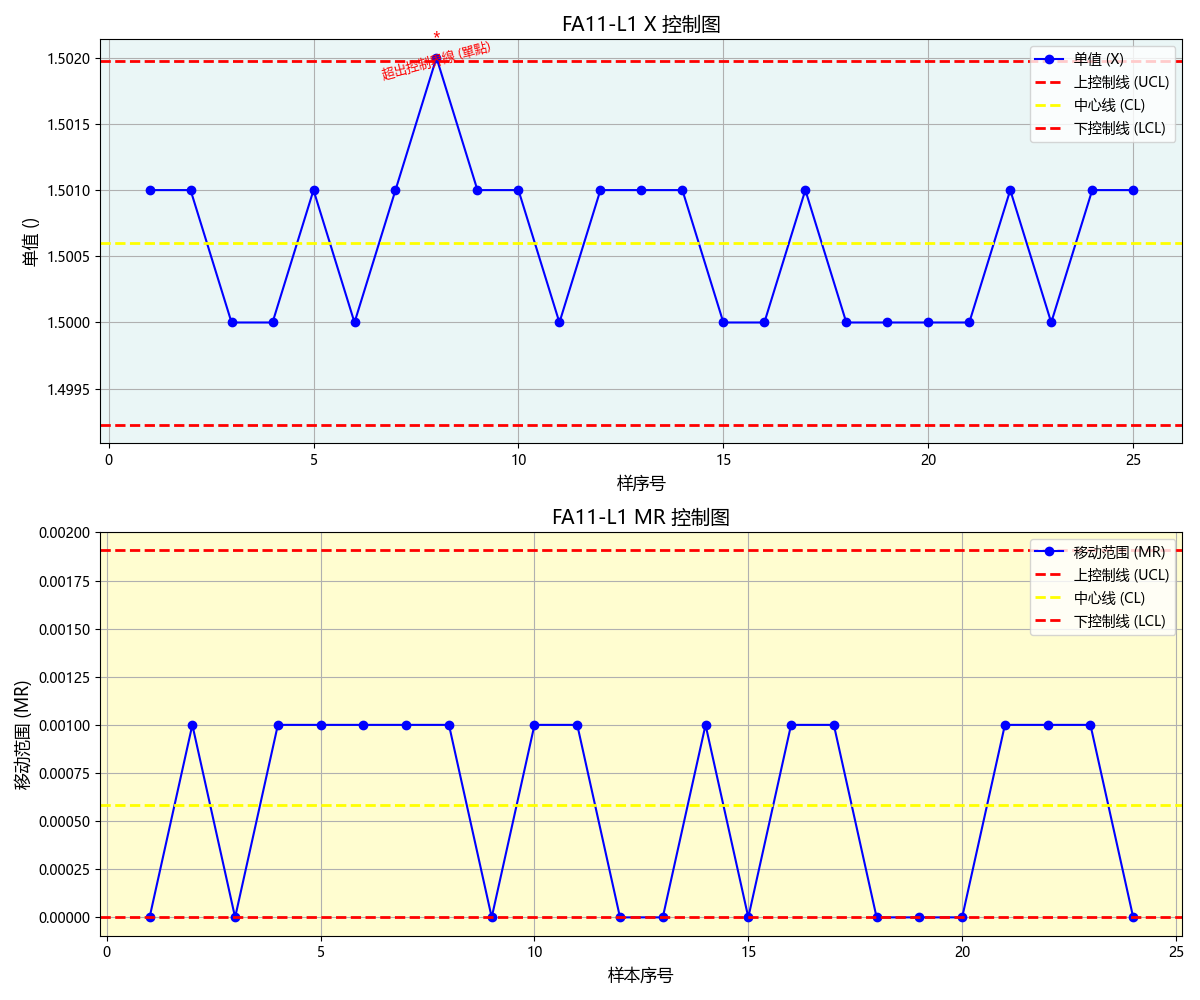 FA11-L1 X 控制图
*
超出控制界線 (單點)
单值 (X)
上控制线 (UCL)
中心线 (CL)
下控制线 (LCL)
单值 ()
1.5020
1.5015
1.5010
1.5005
1.5000
1.4995
0 5 10 15 20 25
样序号
FA11-L1 MR 控制图
移动范围 (MR)
上控制线 (UCL)
中心线 (CL)
下控制线 (LCL)
移动范围 (MR)
0.00200
0.00175
0.00150
0.00125
0.00100
0.00075
0.00050
0.00025
0.00000
0 5 10 15 20 25
样本序号